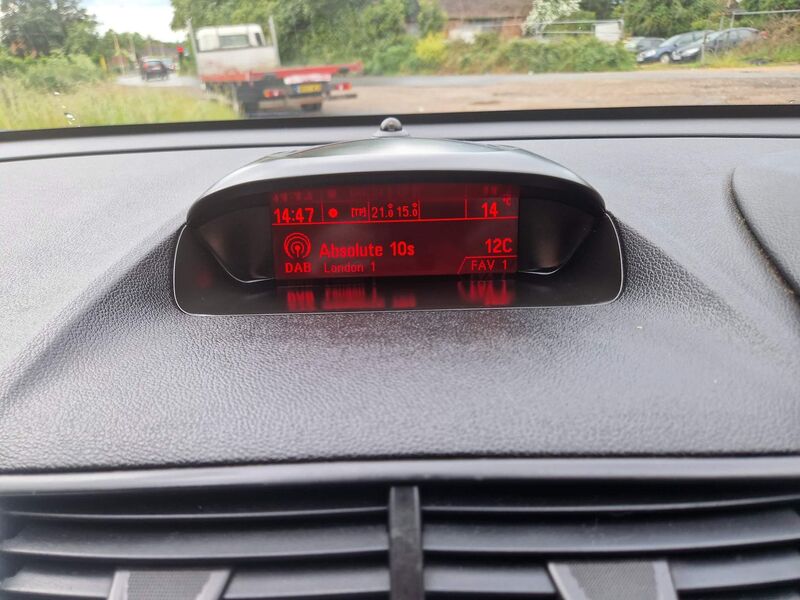 14:47 [TP] 21.0° 15.0° 14 °C
Absolute 10s 12C
DAB London 1 FAV 1